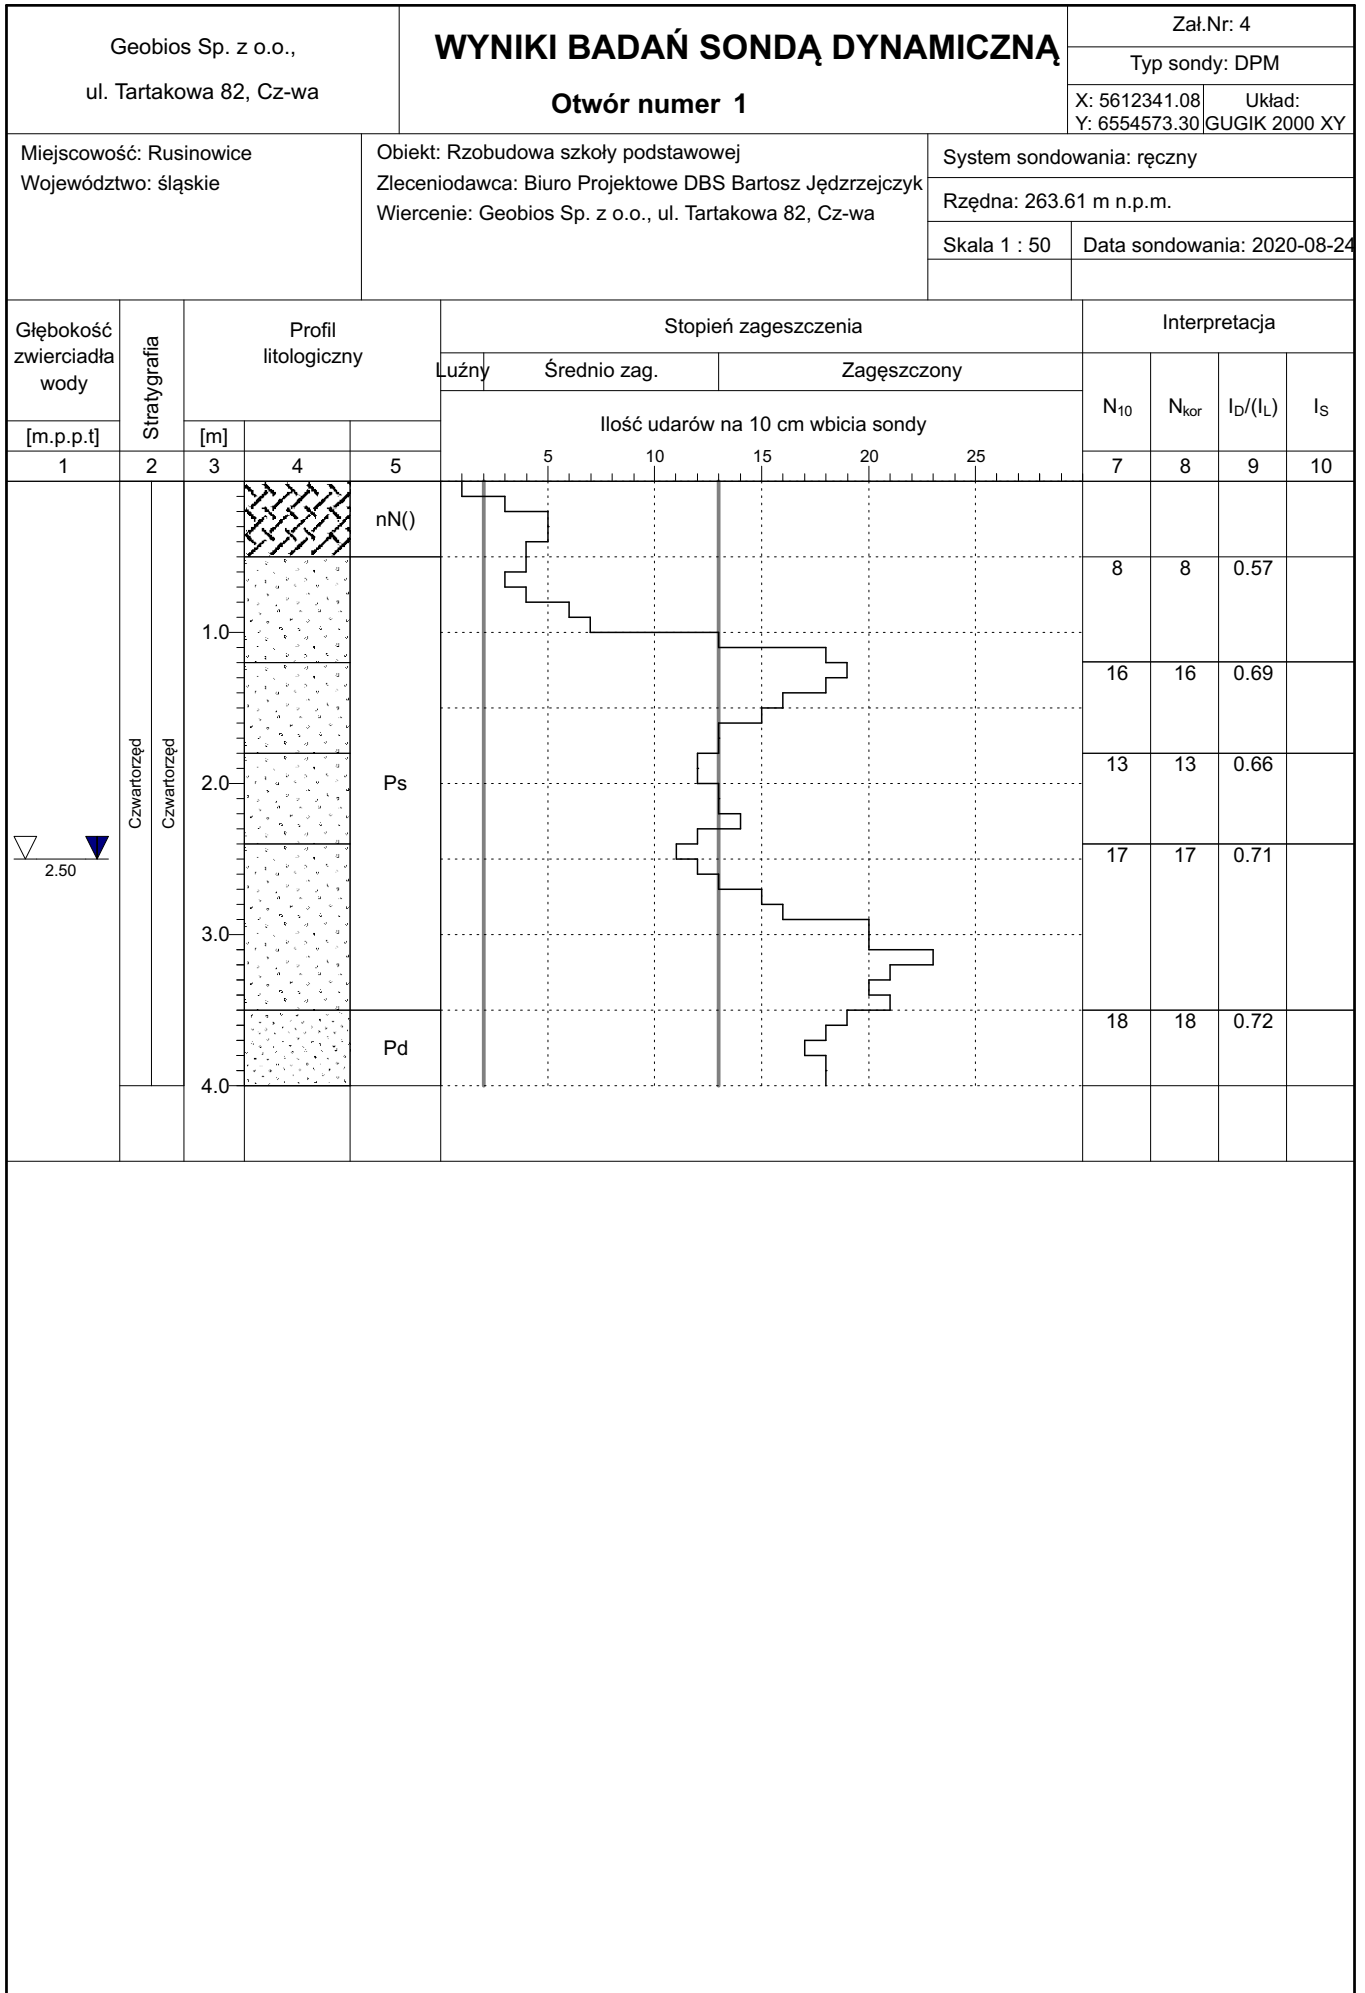 Geobios Sp. z o.o.,
ul. Tartakowa 82, Cz-wa
WYNIKI BADAŃ SONDĄ DYNAMICZNĄ
Otwór numer 1
Zał.Nr: 4
Typ sondy: DPM
X: 5612341.08
Y: 6554573.30
Układ:
GUGIK 2000 XY
Miejscowość: Rusinowice
Województwo: śląskie
Obiekt: Rzobudowa szkoły podstawowej
Zleceniodawca: Biuro Projektowe DBS Bartosz Jędzrzejczyk
Wiercenie: Geobios Sp. z o.o., ul. Tartakowa 82, Cz-wa
System sondowania: ręczny
Rzędna: 263.61 m n.p.m.
Skala 1 : 50
Data sondowania: 2020-08-24
Głębokość
zwierciadła
wody
[m.p.p.t]
Stratygrafia
Profil
litologiczny
[m]
Stopień zageszczenia
Luźny
Średnio zag.
Zagęszczony
Ilość udarów na 10 cm wbicia sondy
5 10 15 20 25
Interpretacja
N10 Nkor ID/(IL) IS
1 2 3 4 5 7 8 9 10
nN()
8 8 0.57
1.0
16 16 0.69
Czwartorzęd
Czwartorzęd
13 13 0.66
2.0
Ps
17 17 0.71
2.50
3.0
18 18 0.72
Pd
4.0